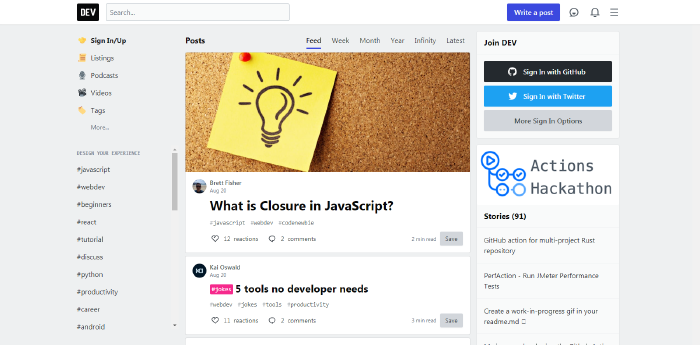 DEV
Search...
Write a post
Sign In/Up
Listings
Podcasts
Videos
Tags
More...
DESIGN YOUR EXPERIENCE
#javascript
#webdev
#beginners
#react
#tutorial
#discuss
#python
#productivity
#career
#android
Posts
Feed
Week
Month
Year
Infinity
Latest
Brett Fisher
Aug 20
What is Closure in JavaScript?
#javascript #webdev #codenewbie
12 reactions
2 comments
2 min read
Save
Kai Oswald
Aug 20
#jokes 5 tools no developer needs
#webdev #jokes #tools #productivity
11 reactions
2 comments
3 min read
Save
Join DEV
Sign In with GitHub
Sign In with Twitter
More Sign In Options
Actions
Hackathon
Stories (91)
GitHub action for multi-project Rust
repository
PerfAction - Run JMeter Performance
Tests
Create a work-in-progress gif in your
readme.md